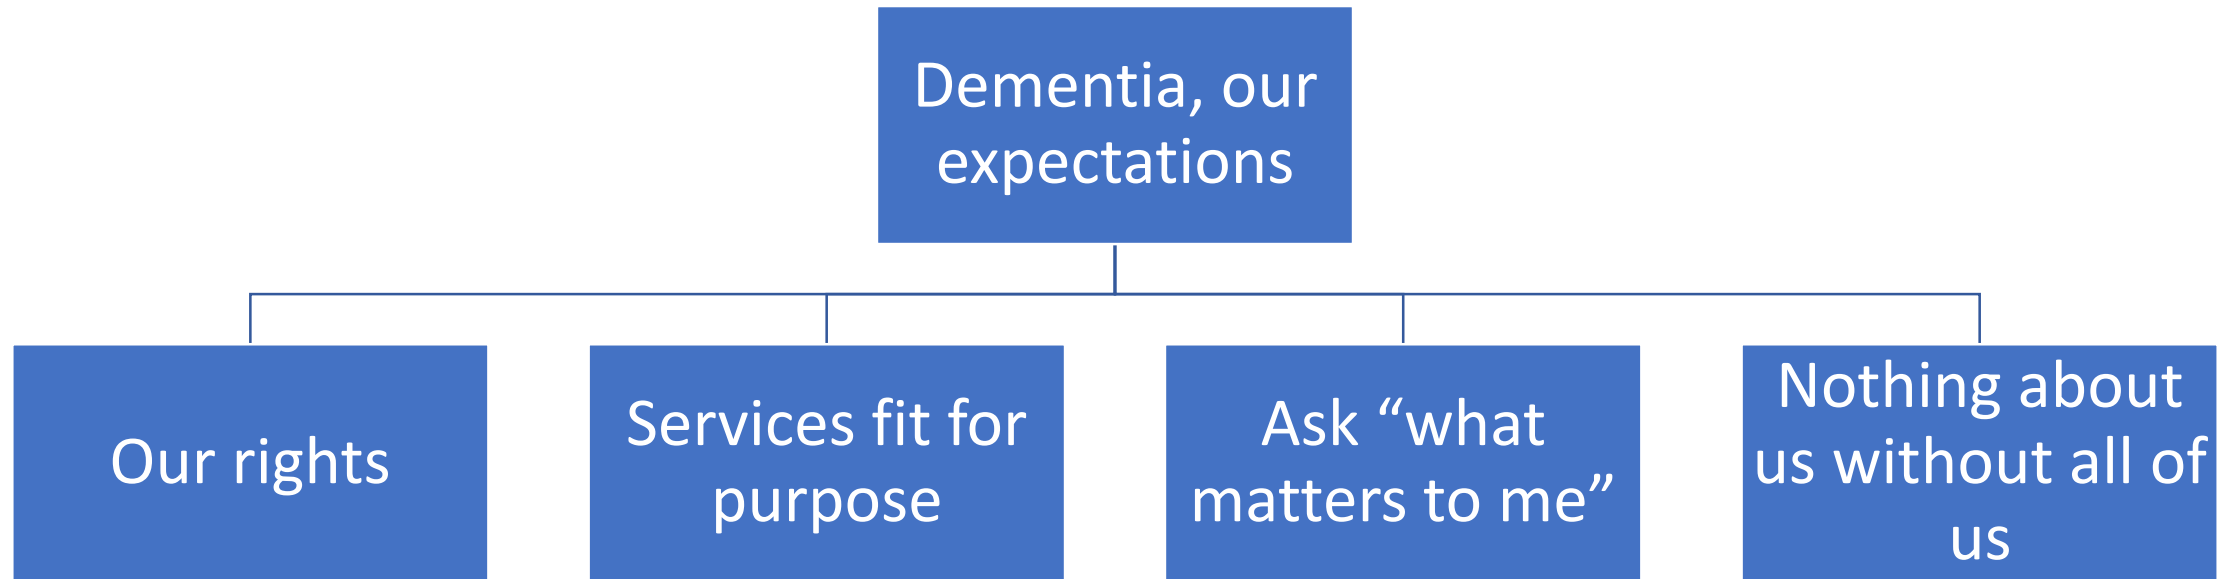 Dementia, our
expectations
Our rights
Services fit for
purpose
Ask “what
matters to me”
Nothing about
us without all of
us